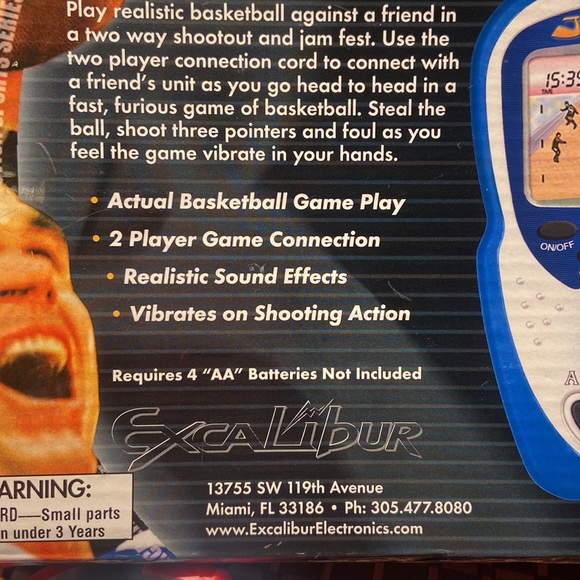 Play realistic basketball against a friend in
a two way shootout and jam fest. Use the
two player connection cord to connect with
a friend's unit as you go head to head in a
fast, furious game of basketball. Steal the
ball, shoot three pointers and foul as you
feel the game vibrate in your hands.
• Actual Basketball Game Play
• 2 Player Game Connection
• Realistic Sound Effects
• Vibrates on Shooting Action
Requires 4 "AA" Batteries Not Included
EXCALIBUR
13755 SW 119th Avenue
Miami, FL 33186 • Ph: 305.477.8080
www.ExcaliburElectronics.com
ARNING:
RD—Small parts
n under 3 Years
15:39
TIME
ON/OFF
A